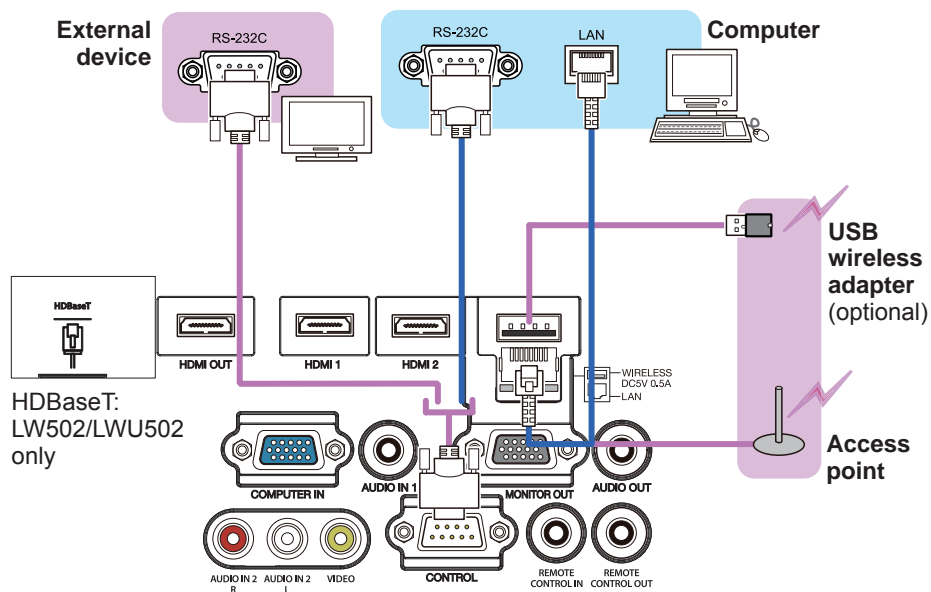 External
device
RS-232C
RS-232C
LAN
Computer
USB
wireless
adapter
(optional)
HDBaseT
HDMI OUT
HDMI 1
HDMI 2
WIRELESS
DC5V 0.5A
LAN
HDBaseT:
LW502/LWU502
only
Access
point
COMPUTER IN
AUDIO IN 1
MONITOR OUT
AUDIO OUT
AUDIO IN 2
R
AUDIO IN 2
L
VIDEO
CONTROL
REMOTE
CONTROL IN
REMOTE
CONTROL OUT